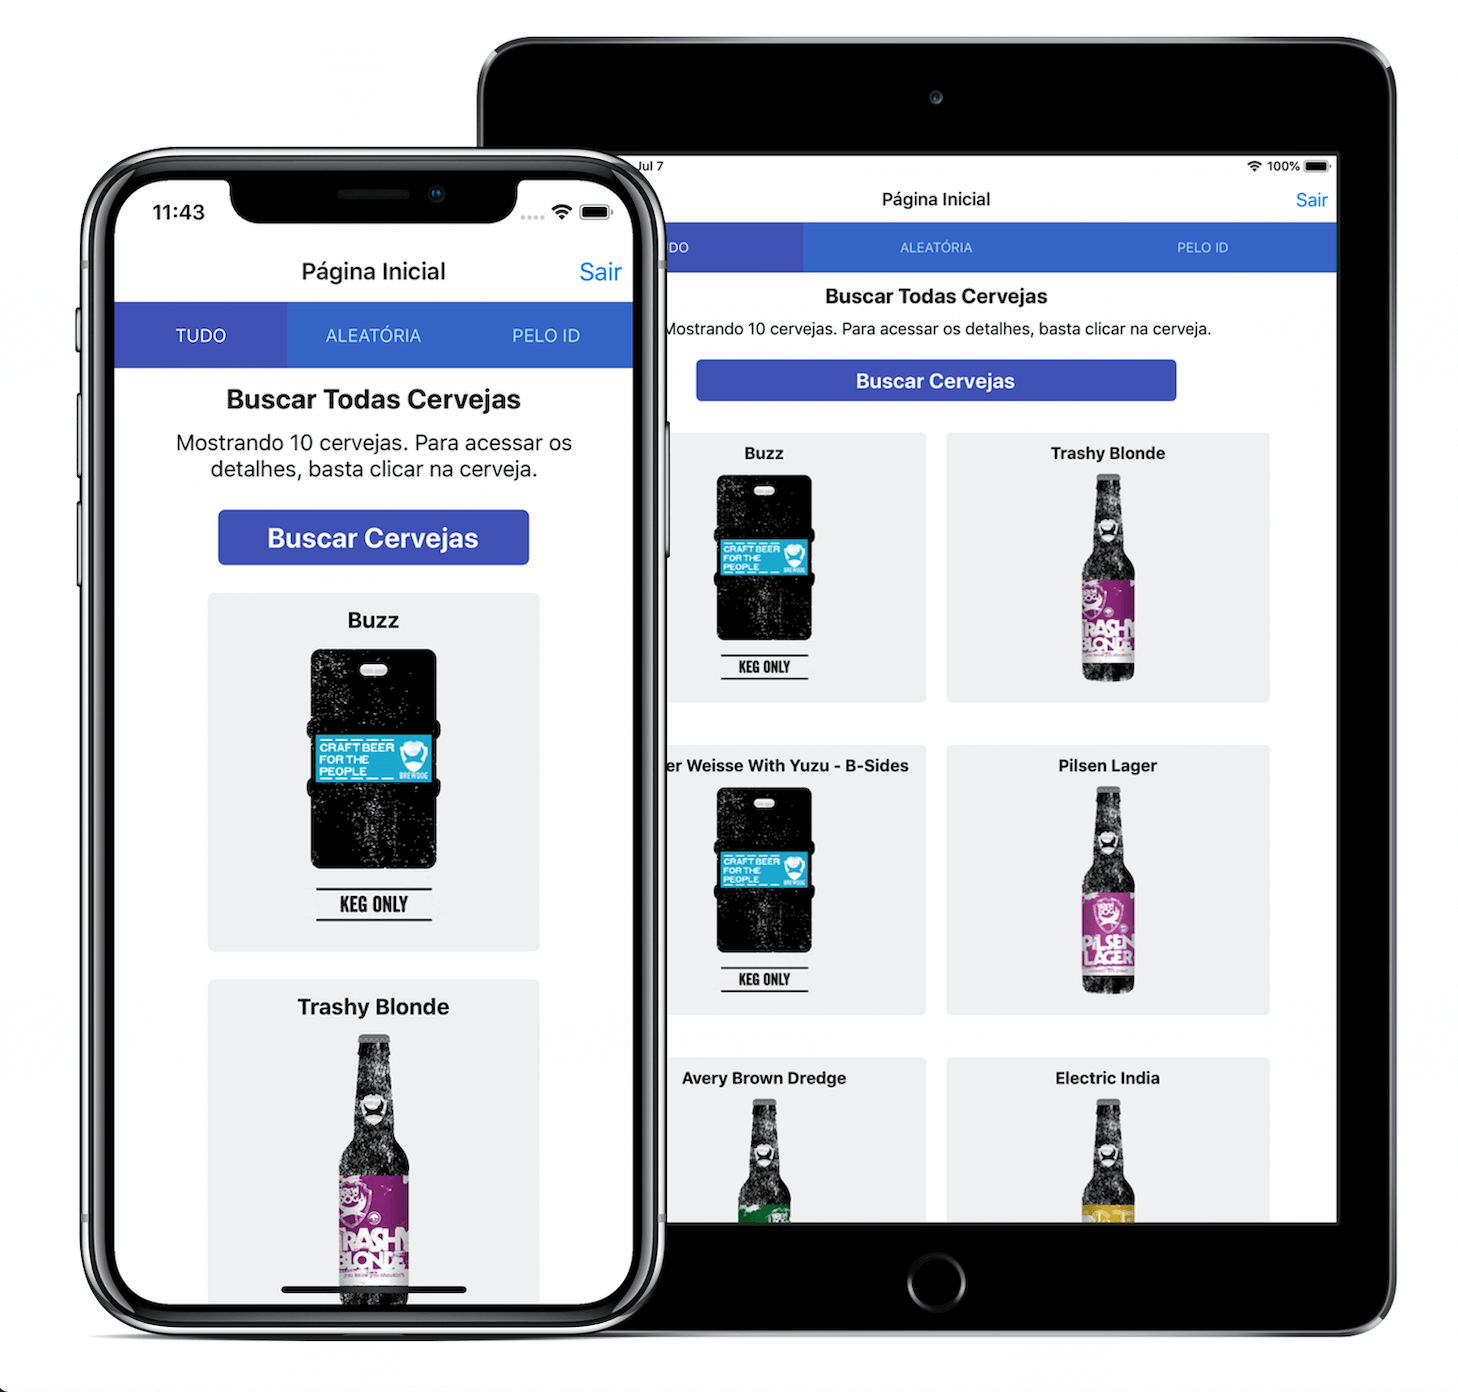 11:43
Página Inicial
Sair
TUDO
ALEATÓRIA
PELO ID
Buscar Todas Cervejas
Mostrando 10 cervejas. Para acessar os
detalhes, basta clicar na cerveja.
Buscar Cervejas
Buzz
CRAFT BEER
FOR THE
PEOPLE
BREWDOG
KEG ONLY
Trashy Blonde
TRASHY
BLONDE
Jul 7
100%
Página Inicial
Sair
DO
ALEATÓRIA
PELO ID
Buscar Todas Cervejas
Mostrando 10 cervejas. Para acessar os detalhes, basta clicar na cerveja.
Buscar Cervejas
Buzz
CRAFT BEER
FOR THE
PEOPLE
BREWDOG
KEG ONLY
Trashy Blonde
TRASHY
BLONDE
er Weisse With Yuzu - B-Sides
CRAFT BEER
FOR THE
PEOPLE
BREWDOG
KEG ONLY
Pilsen Lager
PILSEN
LAGER
Avery Brown Dredge
Electric India